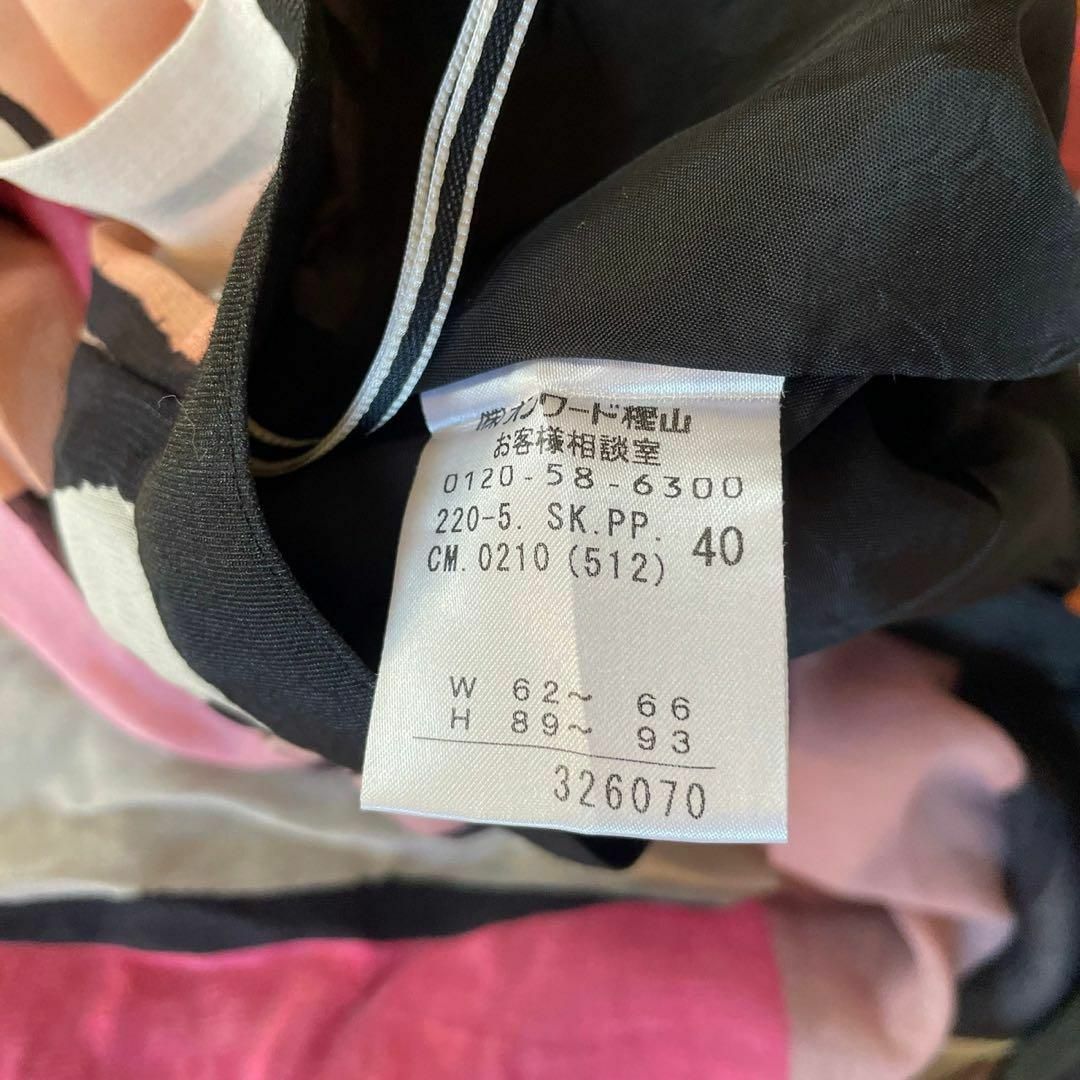 ㈱オンワード樫山
お客様相談室
0120-58-6300
220-5. SK.PP. 40
CM.0210(512)
W 62~ 66
H 89~ 93
326070